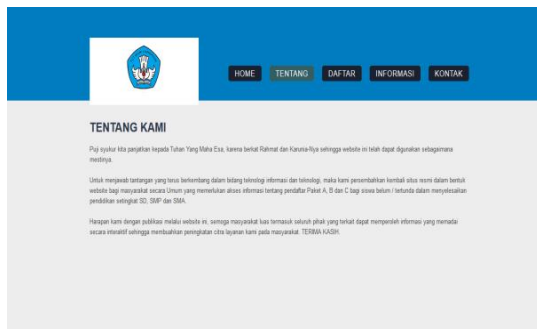 HOME TENTANG DAFTAR INFORMASI KONTAK
TENTANG KAMI
Puji syukur kita panjatkan kepada Tuhan Yang Maha Esa, karena berkat Rahmat dan Karunia-Nya sehingga website ini telah dapat digunakan sebagaimana
mestinya.
Untuk menjawab tantangan yang terus berkembang dalam bidang teknologi informasi dan teknologi, maka kami persembahkan kembali situs resmi dalam bentuk
website bagi masyarakat secara Umum yang memerlukan akses informasi tentang pendaftar Paket A, B dan C bagi siswa belum / tertunda dalam menyelesaikan
pendidikan setingkat SD, SMP dan SMA.
Harapan kami dengan publikasi melalui website ini, semoga masyarakat luas termasuk seluruh pihak yang terkait dapat memperoleh informasi yang memadai
secara interaktif sehingga membuahkan peningkatan citra layanan kami pada masyarakat. TERIMA KASIH.